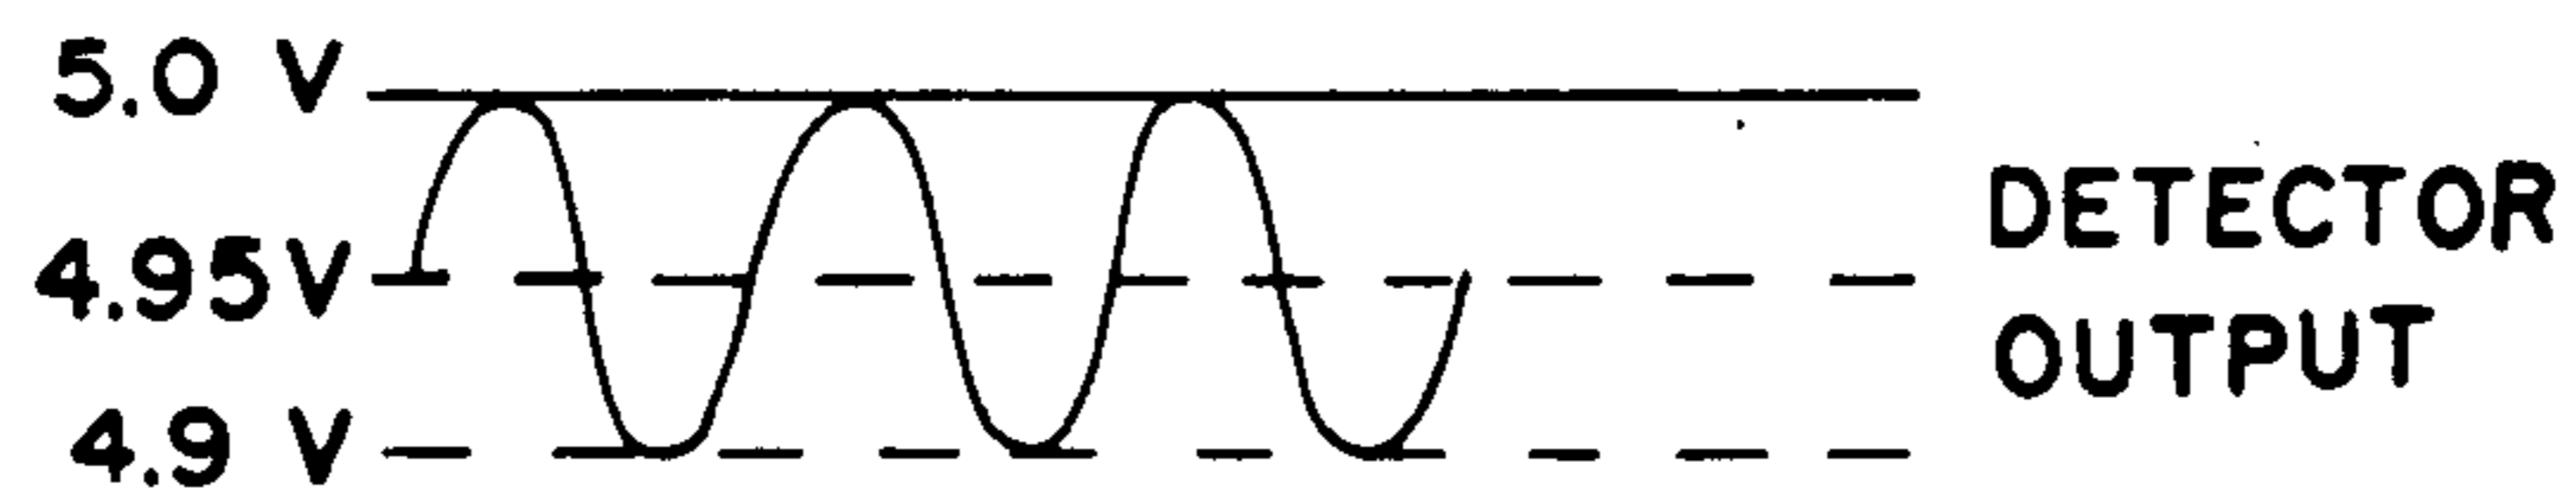 5.0 V
4.95V
4.9 V
DETECTOR
OUTPUT